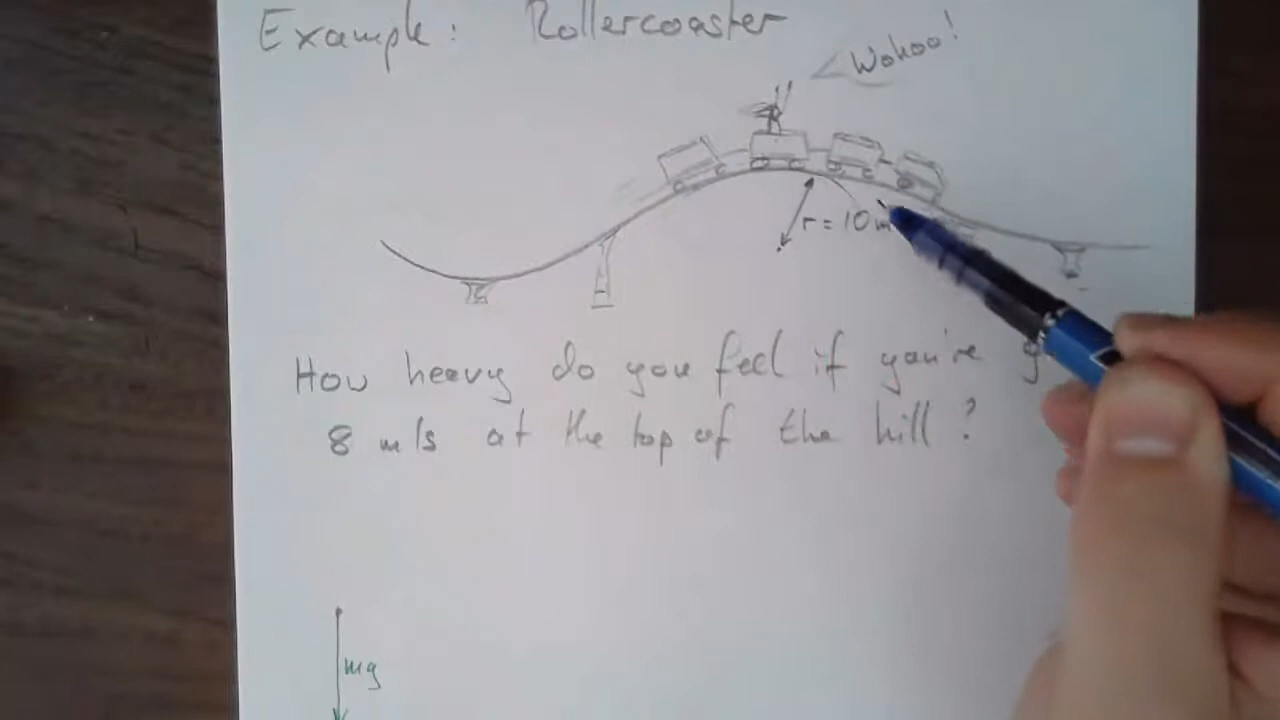 Example: Rollercoaster
Wohoo!
r = 10m
How heavy do you feel if you're
8 m/s at the top of the hill?
mg